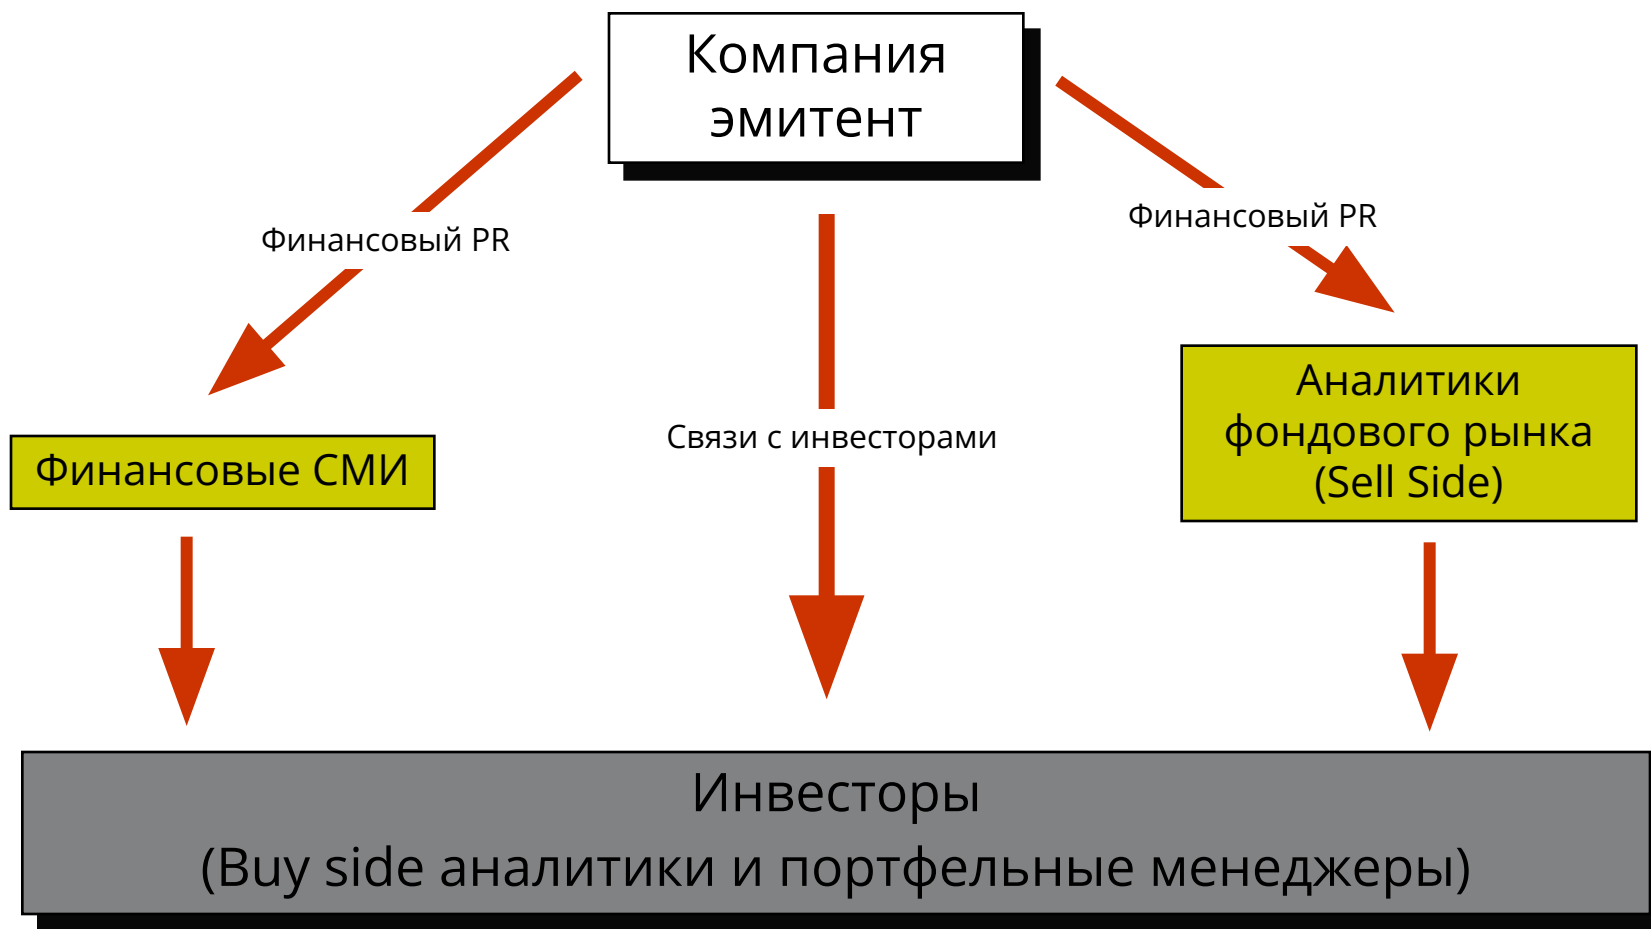 Компания
эмитент
Финансовый PR
Финансовый PR
Связи с инвесторами
Аналитики
фондового рынка
(Sell Side)
Финансовые СМИ
Инвесторы
(Buy side аналитики и портфельные менеджеры)